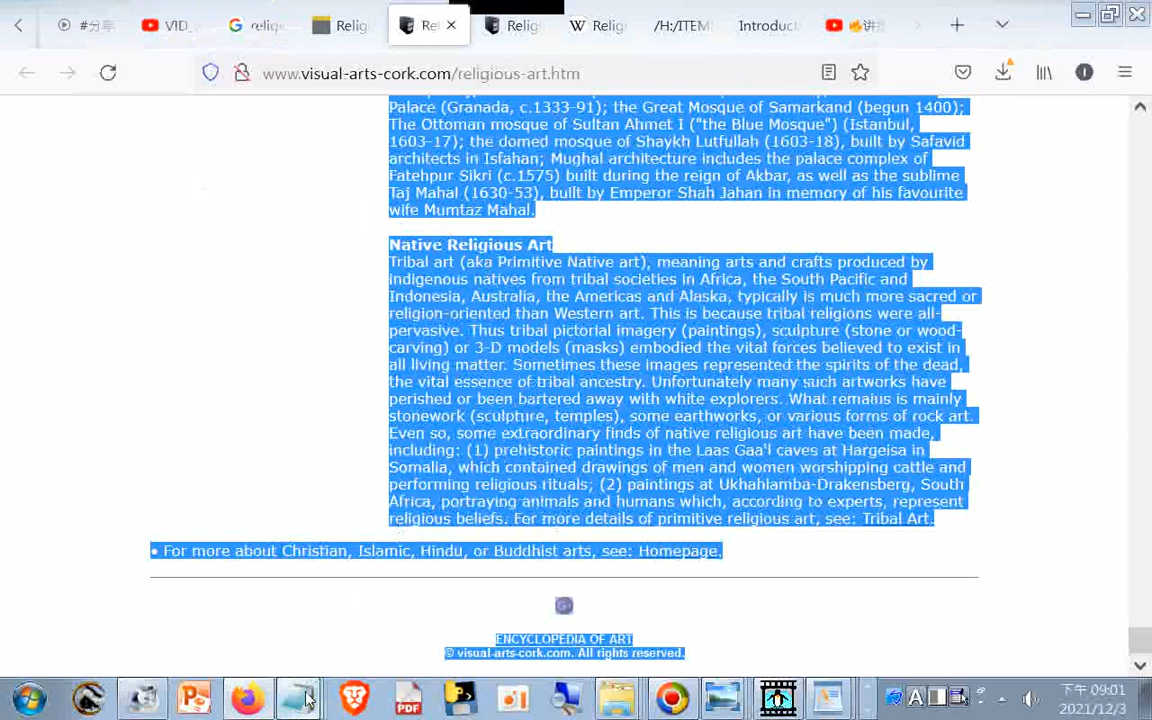 #分享
VID_
religi
Religi
Rel
Religi
Religi
/H:/ITEM
Introduct
www.visual-arts-cork.com/religious-art.htm
Palace (Granada, c.1333-91); the Great Mosque of Samarkand (begun 1400);
The Ottoman mosque of Sultan Ahmet I ("the Blue Mosque") (Istanbul,
1603-17); the domed mosque of Shaykh Lutfullah (1603-18), built by Safavid
architects in Isfahan; Mughal architecture includes the palace complex of
Fatehpur Sikri (c.1575) built during the reign of Akbar, as well as the sublime
Taj Mahal (1630-53), built by Emperor Shah Jahan in memory of his favourite
wife Mumtaz Mahal.
Native Religious Art
Tribal art (aka Primitive Native art), meaning arts and crafts produced by
indigenous natives from tribal societies in Africa, the South Pacific and
Indonesia, Australia, the Americas and Alaska, typically is much more sacred or
religion-oriented than Western art. This is because tribal religions were all-
pervasive. Thus tribal pictorial imagery (paintings), sculpture (stone or wood-
carving) or 3-D models (masks) embodied the vital forces believed to exist in
all living matter. Sometimes these images represented the spirits of the dead,
the vital essence of tribal ancestry. Unfortunately many such artworks have
perished or been bartered away with white explorers. What remains is mainly
stonework (sculpture, temples), some earthworks, or various forms of rock art.
Even so, some extraordinary finds of native religious art have been made,
including: (1) prehistoric paintings in the Laas Gaa'l caves at Hargeisa in
Somalia, which contained drawings of men and women worshipping cattle and
performing religious rituals; (2) paintings at Ukhahlamba-Drakensberg, South
Africa, portraying animals and humans which, according to experts, represent
religious beliefs. For more details of primitive religious art, see: Tribal Art.
• For more about Christian, Islamic, Hindu, or Buddhist arts, see: Homepage.
ENCYCLOPEDIA OF ART
© visual-arts-cork.com. All rights reserved.
PDF
A
下午 09:01
2021/12/3